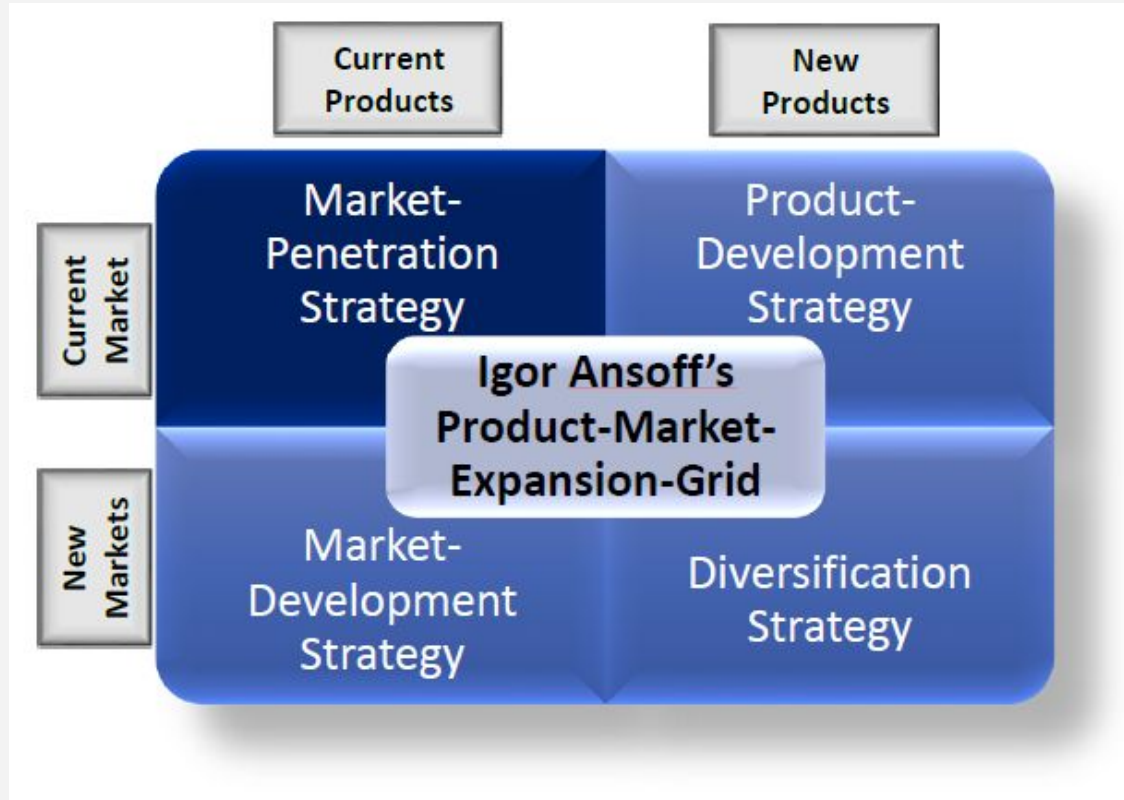 Current
Products
New
Products
Current
Market
Market-
Penetration
Strategy
Product-
Development
Strategy
Igor Ansoff’s
Product-Market-
Expansion-Grid
New
Markets
Market-
Development
Strategy
Diversification
Strategy